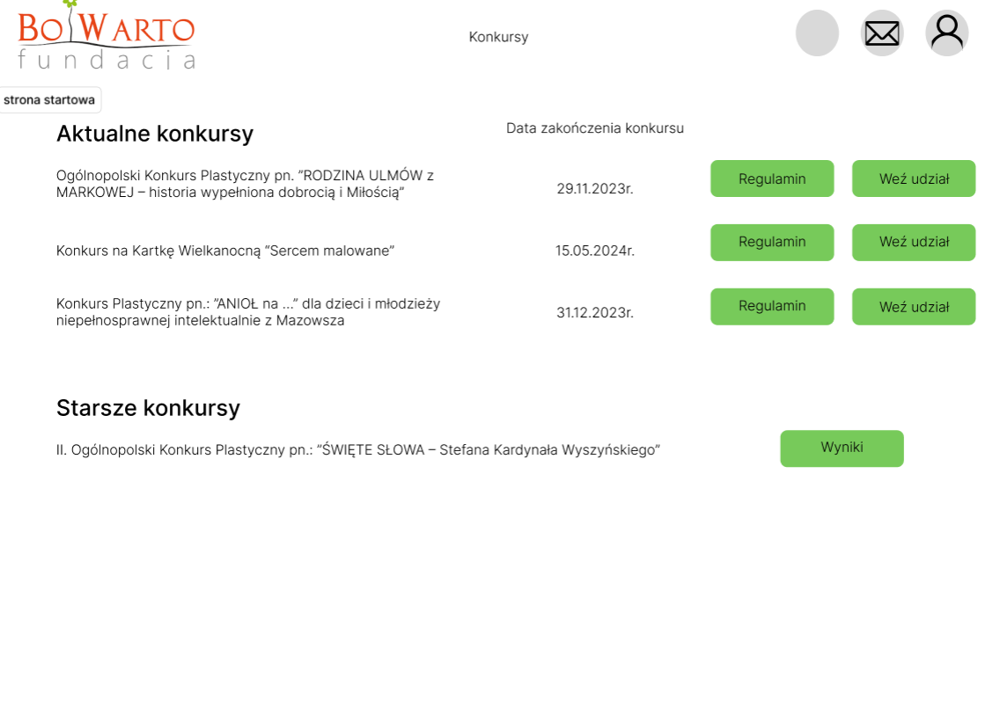 BO WARTO
fundacja
Konkursy
strona startowa
Aktualne konkursy
Data zakończenia konkursu
Ogólnopolski Konkurs Plastyczny pn. ”RODZINA ULMÓW z
MARKOWEJ – historia wypełniona dobrocią i Miłością”
29.11.2023r.
Regulamin
Weź udział
Konkurs na Kartkę Wielkanocną “Sercem malowane”
15.05.2024r.
Regulamin
Weź udział
Konkurs Plastyczny pn.: ”ANIOŁ na ...” dla dzieci i młodzieży
niepełnosprawnej intelektualnie z Mazowsza
31.12.2023r.
Regulamin
Weź udział
Starsze konkursy
II. Ogólnopolski Konkurs Plastyczny pn.: ”ŚWIĘTE SŁOWA – Stefana Kardynała Wyszyńskiego”
Wyniki